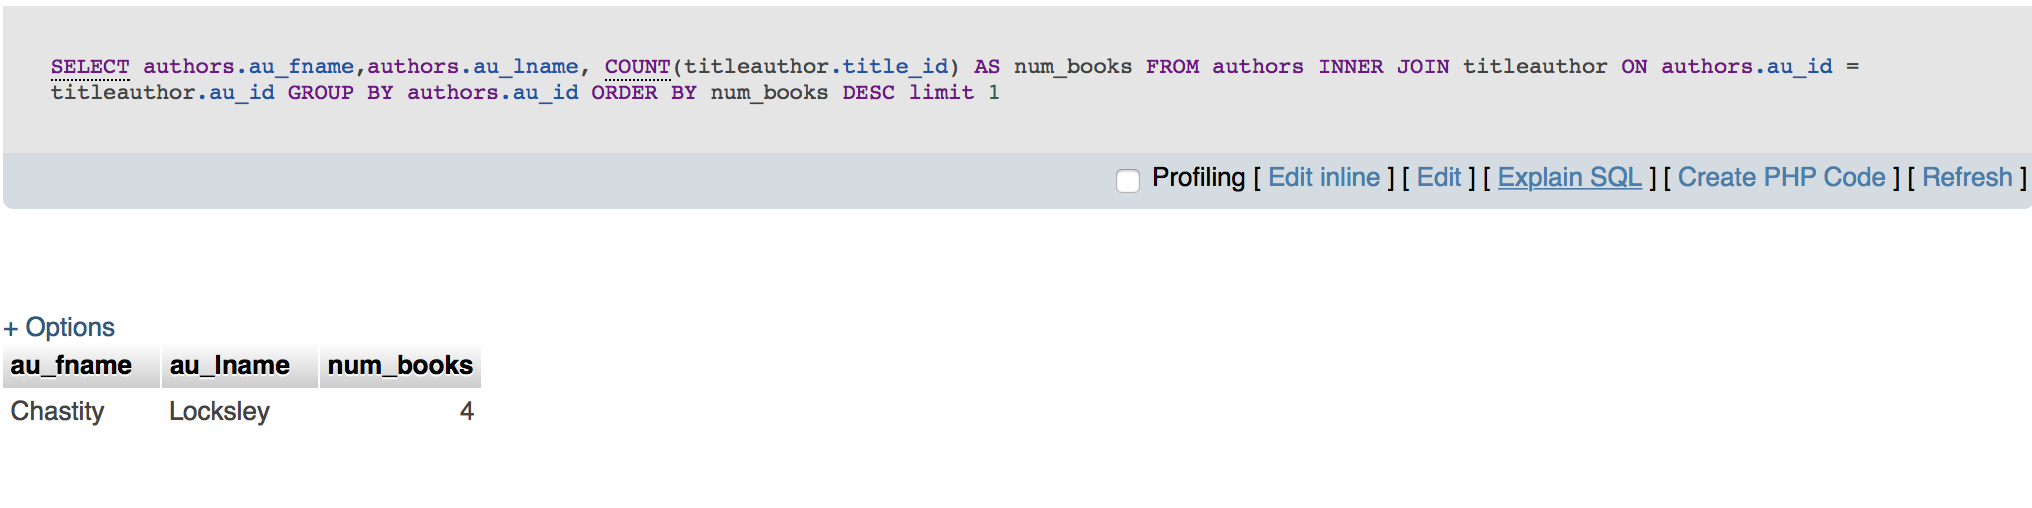 SELECT authors.au_fname,authors.au_lname, COUNT(titleauthor.title_id) AS num_books FROM authors INNER JOIN titleauthor ON authors.au_id =
titleauthor.au_id GROUP BY authors.au_id ORDER BY num_books DESC limit 1
Profiling [ Edit inline ] [ Edit ] [ Explain SQL ] [ Create PHP Code ] [ Refresh ]
+ Options
au_fname au_lname num_books
Chastity Locksley 4